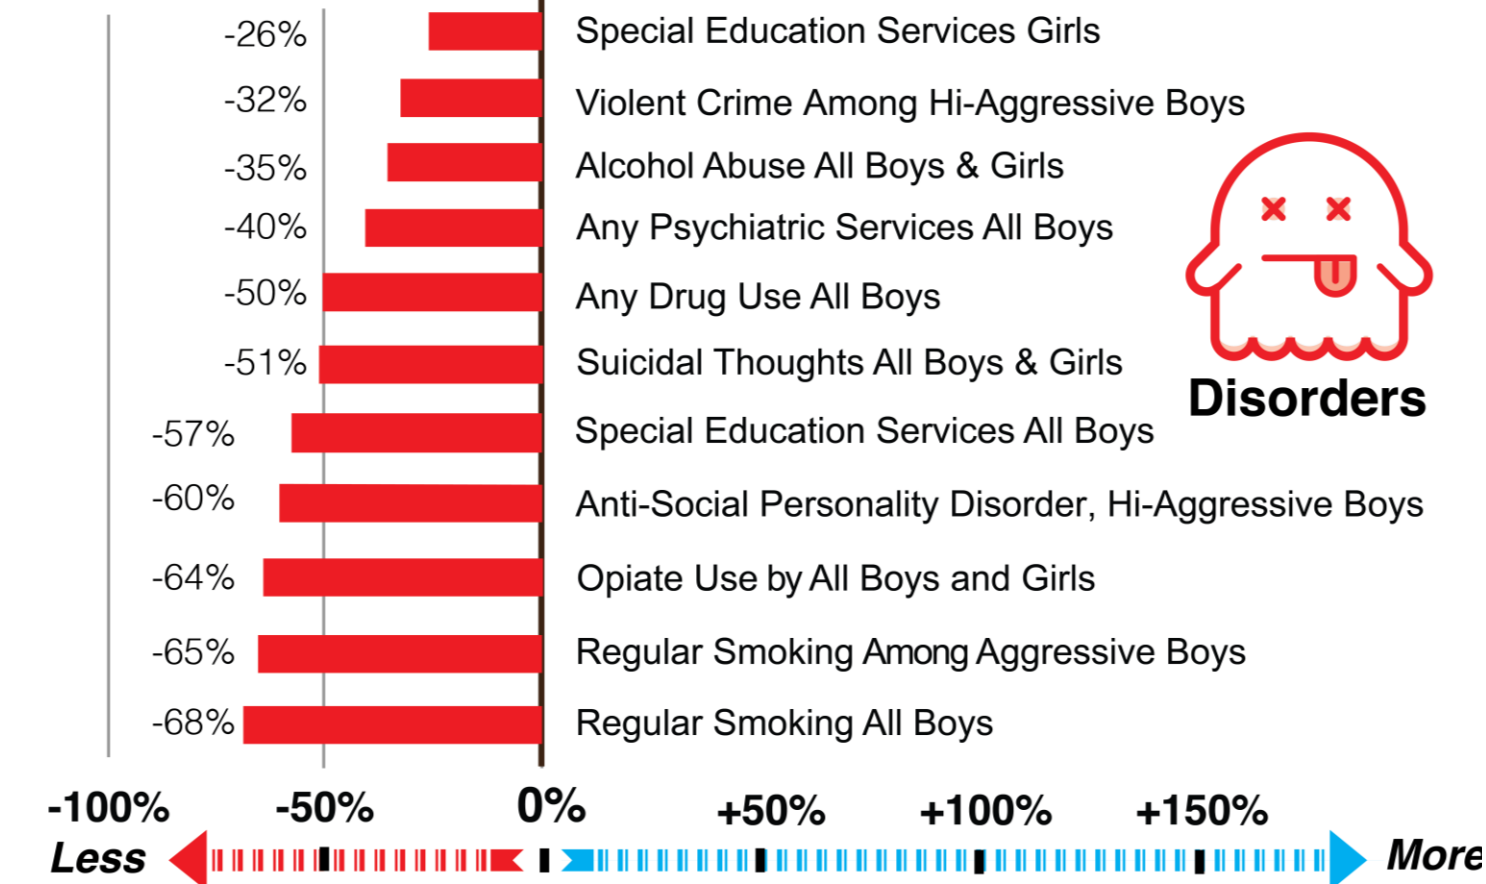 -26% Special Education Services Girls
-32% Violent Crime Among Hi-Aggressive Boys
-35% Alcohol Abuse All Boys & Girls
-40% Any Psychiatric Services All Boys
-50% Any Drug Use All Boys
-51% Suicidal Thoughts All Boys & Girls
Disorders
-57% Special Education Services All Boys
-60% Anti-Social Personality Disorder, Hi-Aggressive Boys
-64% Opiate Use by All Boys and Girls
-65% Regular Smoking Among Aggressive Boys
-68% Regular Smoking All Boys
-100% -50% 0% +50% +100% +150%
Less More